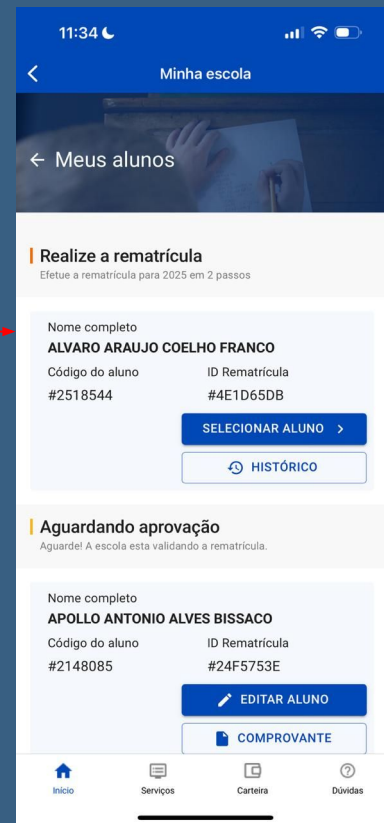 11:34
Minha escola
← Meus alunos
Realize a rematrícula
Efetue a rematrícula para 2025 em 2 passos
Nome completo
ALVARO ARAUJO COELHO FRANCO
Código do aluno ID Rematrícula
#2518544 #4E1D65DB
SELECIONAR ALUNO >
HISTÓRICO
Aguardando aprovação
Aguarde! A escola esta validando a rematrícula.
Nome completo
APOLLO ANTONIO ALVES BISSACO
Código do aluno ID Rematrícula
#2148085 #24F5753E
EDITAR ALUNO
COMPROVANTE
Início Serviços Carteira Dúvidas